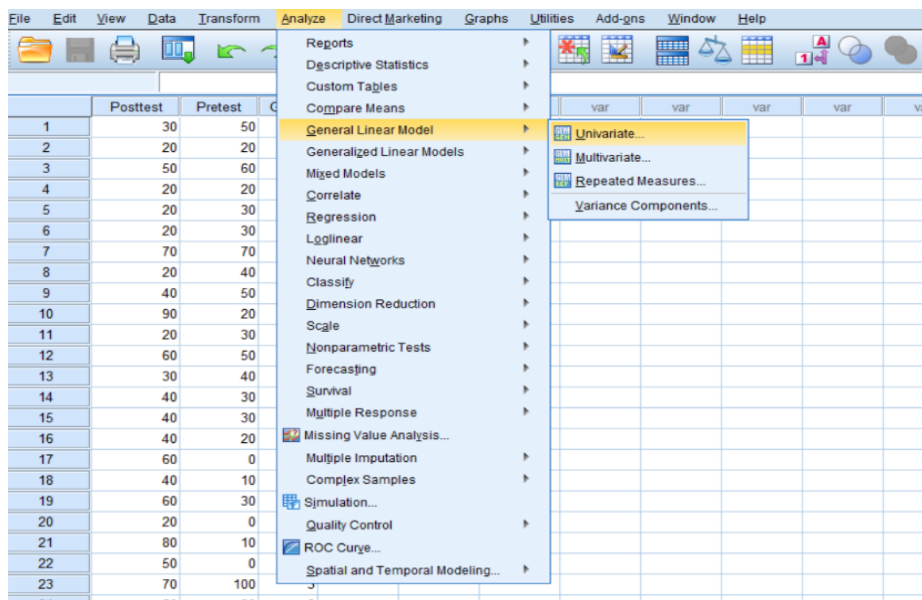 File Edit View Data Transform Analyze Direct Marketing Graphs Utilities Add-ons Window Help
Reports
Descriptive Statistics
Custom Tables
Compare Means
General Linear Model
Generalized Linear Models
Mixed Models
Correlate
Regression
Loglinear
Neural Networks
Classify
Dimension Reduction
Scale
Nonparametric Tests
Forecasting
Survival
Multiple Response
Missing Value Analysis...
Multiple Imputation
Complex Samples
Simulation...
Quality Control
ROC Curve...
Spatial and Temporal Modeling...
Univariate...
Multivariate...
Repeated Measures...
Variance Components...
Posttest Pretest var var var var
1 30 50
2 20 20
3 50 60
4 20 20
5 20 30
6 20 30
7 70 70
8 20 40
9 40 50
10 90 20
11 20 30
12 60 50
13 30 40
14 40 30
15 40 30
16 40 20
17 60 0
18 40 10
19 60 30
20 20 0
21 80 10
22 50 0
23 70 100